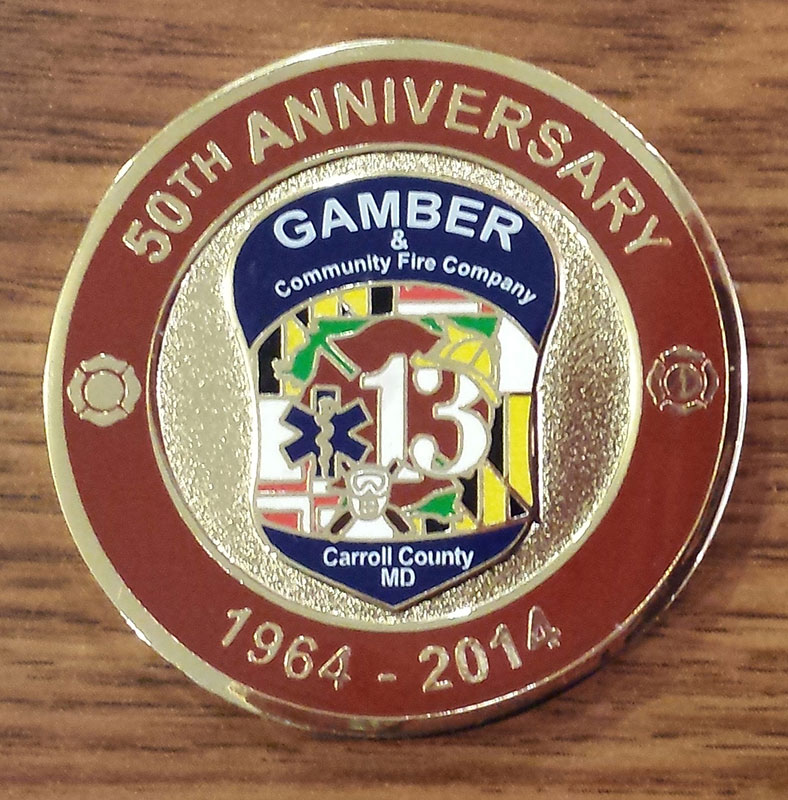 50TH ANNIVERSARY
GAMBER
&
Community Fire Company
13
Carroll County
MD
1964 - 2014